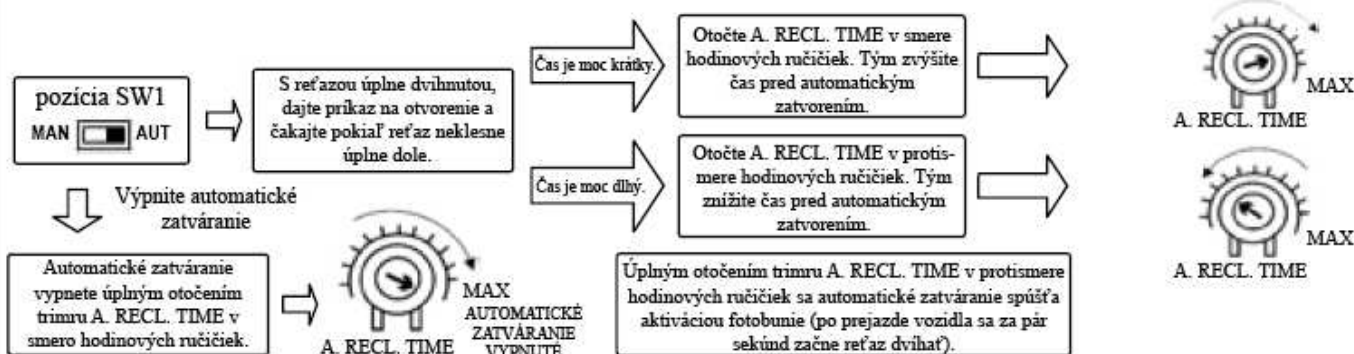 pozícia SW1
MAN AUT
S reťazou úplne dvihnutou,
dajte príkaz na otvorenie a
čakajte pokiaľ reťaz neklesne
úplne dole.
Čas je moc krátky.
Otočte A. RECL. TIME v smere
hodinových ručičiek. Tým zvýšite
čas pred automatickým
zatvorením.
MAX
A. RECL. TIME
Čas je moc dlhý.
Otočte A. RECL. TIME v protis-
mere hodinových ručičiek. Tým
znížite čas pred automatickým
zatvorením.
MAX
A. RECL. TIME
Výpnite automatické
zatváranie
Automatické zatváranie
vypnete úplným otočením
trimru A. RECL. TIME v
smero hodinových ručičiek.
MAX
AUTOMATICKÉ
ZATVÁRANIE
VYPNUTÉ
A. RECL. TIME
Úplným otočením trimru A. RECL. TIME v protismere
hodinových ručičiek sa automatické zatváranie spúšťa
aktiváciou fotobunie (po prejazde vozidla sa za pár
sekúnd začne reťaz dvíhať).